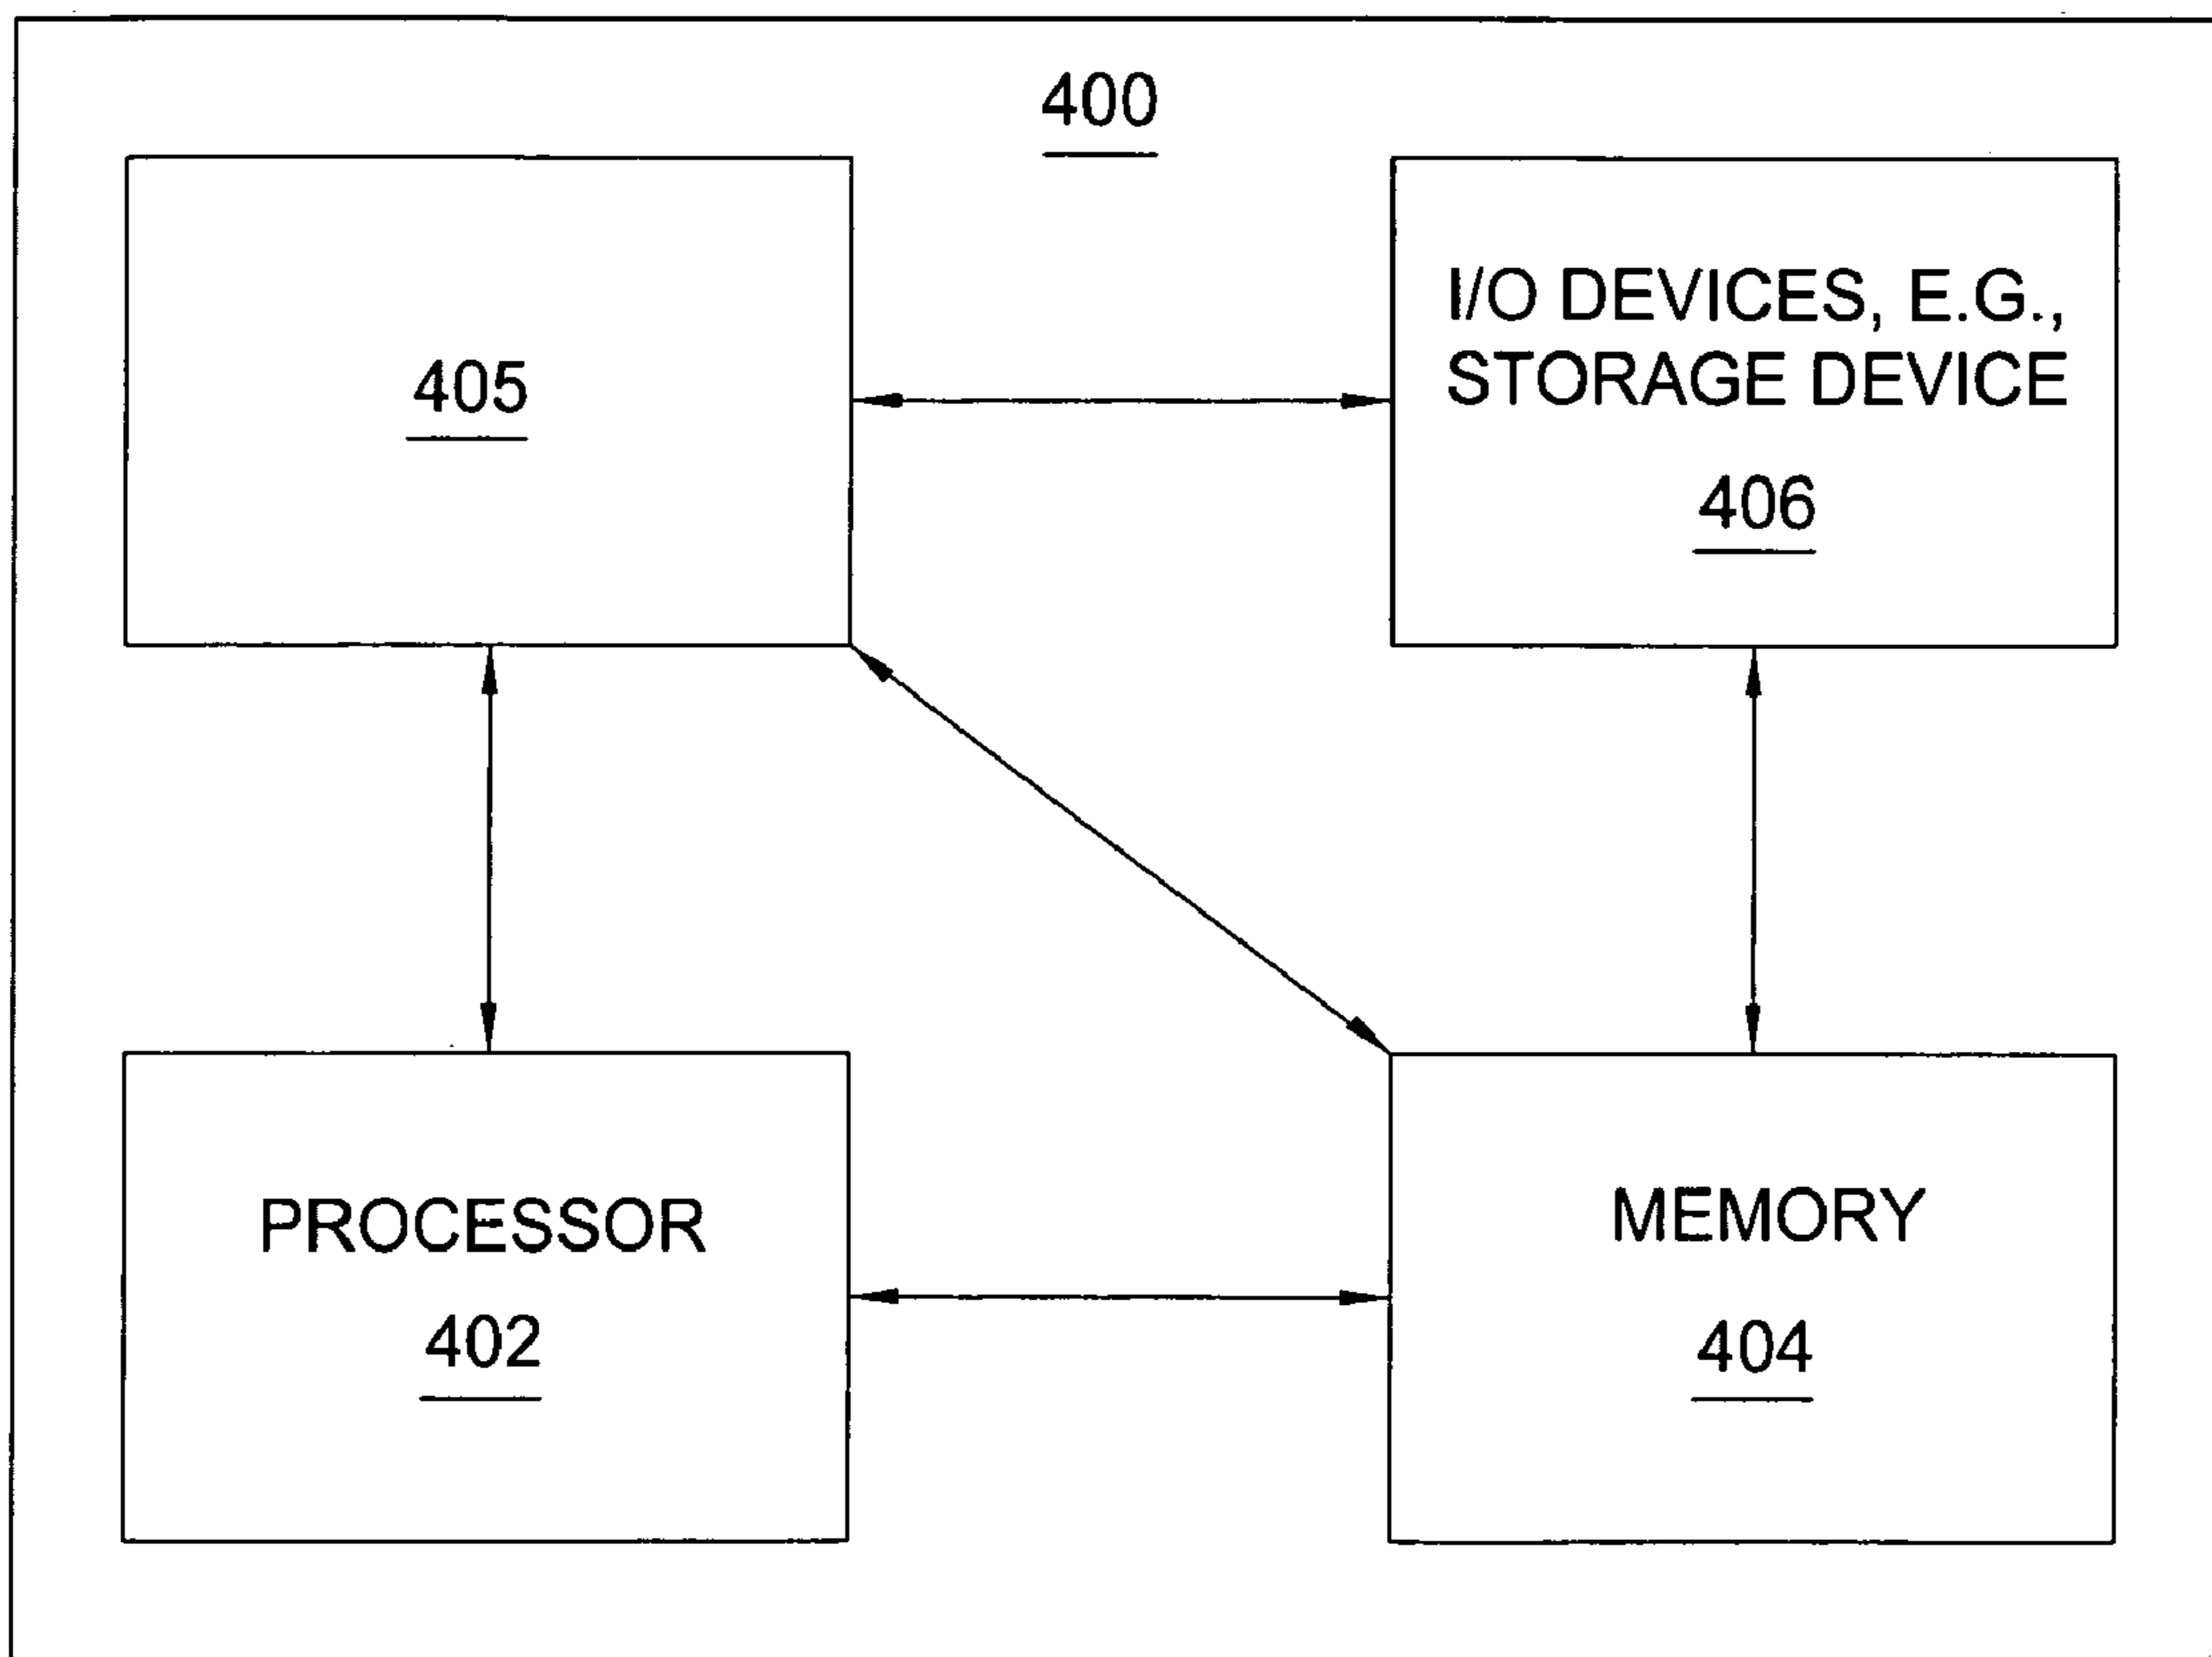 400
405
I/O DEVICES, E.G.,
STORAGE DEVICE
406
PROCESSOR
402
MEMORY
404